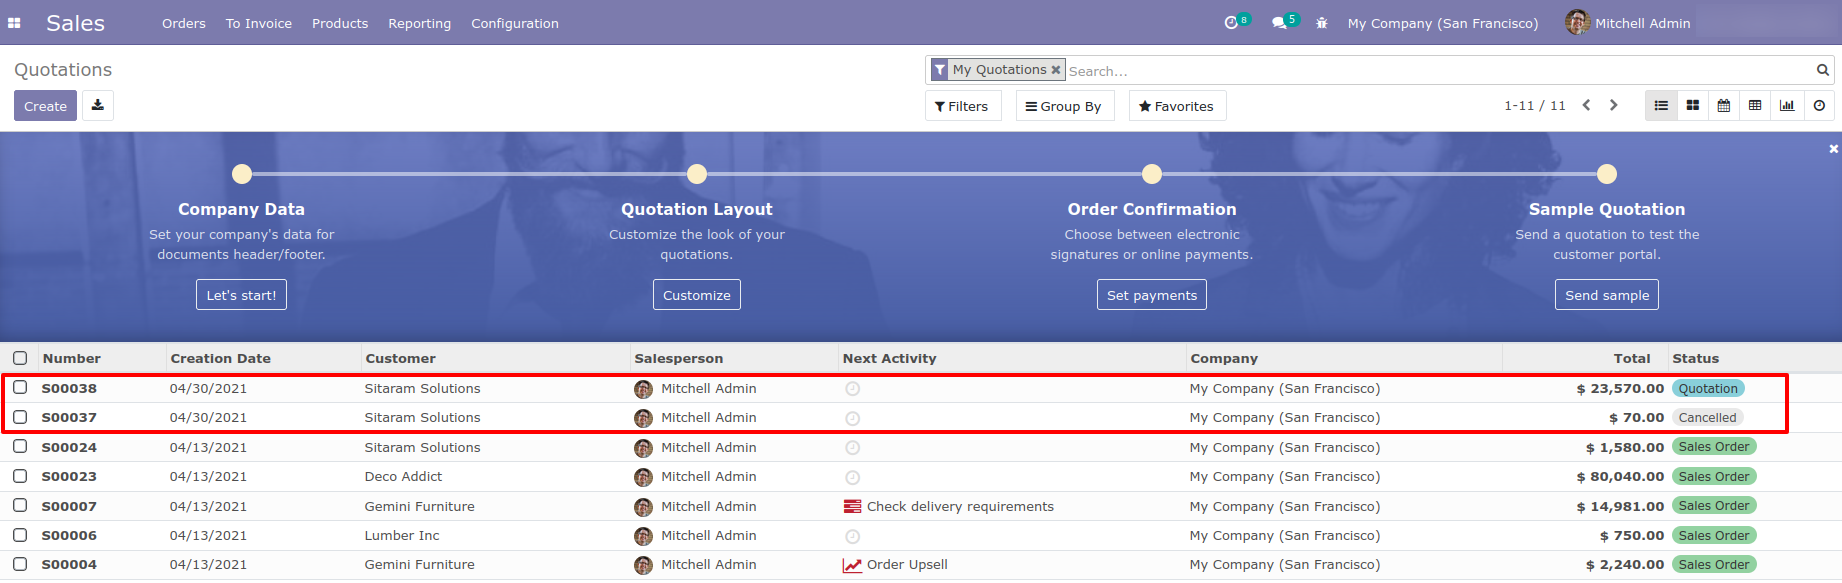 Sales Orders To Invoice Products Reporting Configuration 8 5 My Company (San Francisco) Mitchell Admin
Quotations My Quotations Search...
Create Filters Group By Favorites 1-11 / 11
Company Data Quotation Layout Order Confirmation Sample Quotation
Set your company's data for Customize the look of your Choose between electronic Send a quotation to test the
documents header/footer. quotations. signatures or online payments. customer portal.
Let's start! Customize Set payments Send sample
Number Creation Date Customer Salesperson Next Activity Company Total Status
S00038 04/30/2021 Sitaram Solutions Mitchell Admin My Company (San Francisco) $ 23,570.00 Quotation
S00037 04/30/2021 Sitaram Solutions Mitchell Admin My Company (San Francisco) $ 70.00 Cancelled
S00024 04/13/2021 Sitaram Solutions Mitchell Admin My Company (San Francisco) $ 1,580.00 Sales Order
S00023 04/13/2021 Deco Addict Mitchell Admin My Company (San Francisco) $ 80,040.00 Sales Order
S00007 04/13/2021 Gemini Furniture Mitchell Admin Check delivery requirements My Company (San Francisco) $ 14,981.00 Sales Order
S00006 04/13/2021 Lumber Inc Mitchell Admin My Company (San Francisco) $ 750.00 Sales Order
S00004 04/13/2021 Gemini Furniture Mitchell Admin Order Upsell My Company (San Francisco) $ 2,240.00 Sales Order